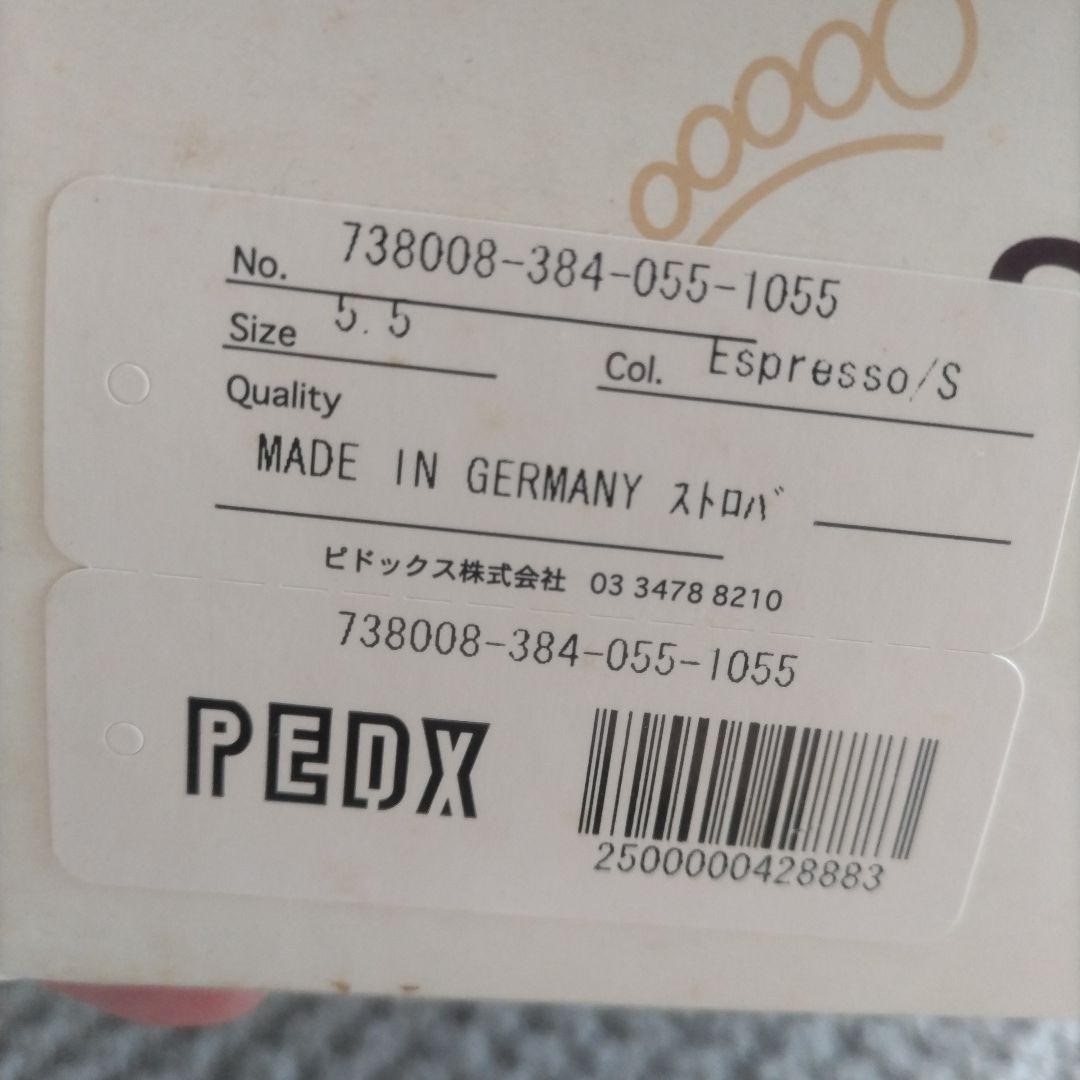 No. 738008-384-055-1055
Size 5.5
Col. Espresso/S
Quality
MADE IN GERMANY ストロバ
ピドックス株式会社 03 3478 8210
738008-384-055-1055
PEDX
2500000428883